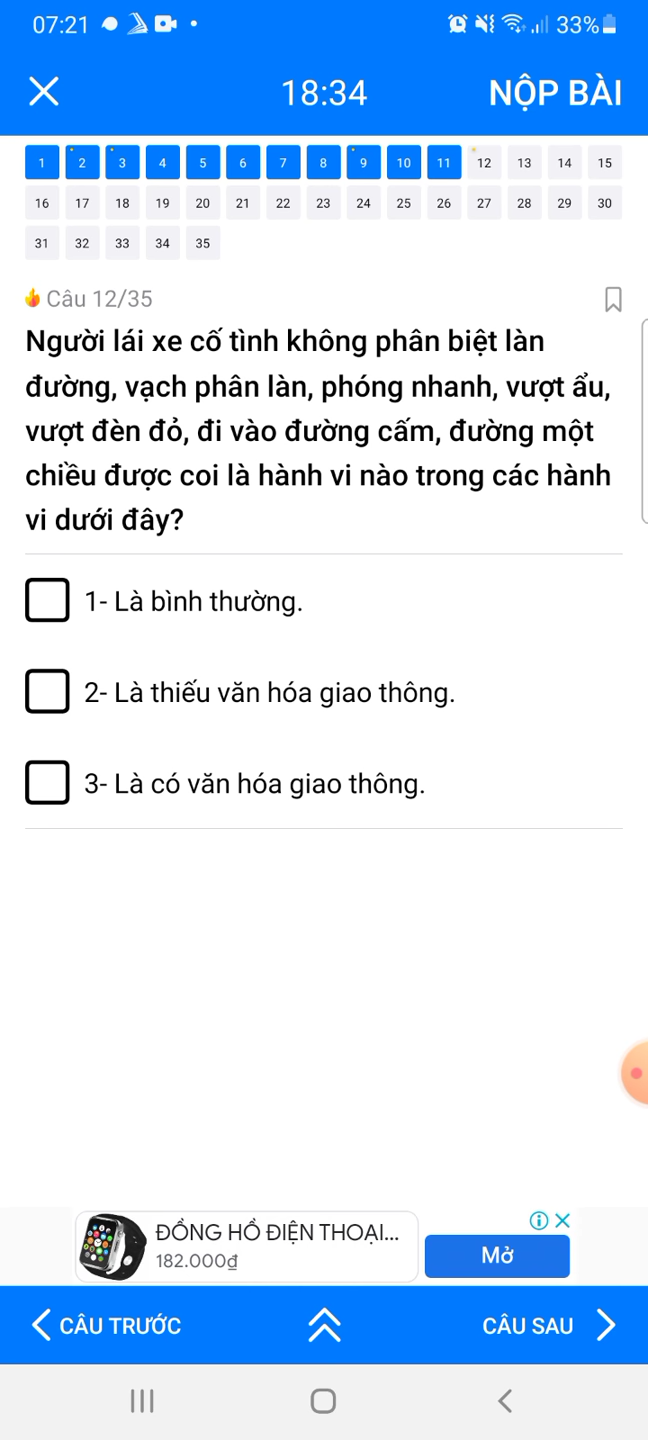 07:21 33%
18:34 NỘP BÀI
1 2 3 4 5 6 7 8 9 10 11 12 13 14 15
16 17 18 19 20 21 22 23 24 25 26 27 28 29 30
31 32 33 34 35
Câu 12/35
Người lái xe cố tình không phân biệt làn
đường, vạch phân làn, phóng nhanh, vượt ẩu,
vượt đèn đỏ, đi vào đường cấm, đường một
chiều được coi là hành vi nào trong các hành
vi dưới đây?
1- Là bình thường.
2- Là thiếu văn hóa giao thông.
3- Là có văn hóa giao thông.
ĐỒNG HỒ ĐIỆN THOẠI...
182.000₫
Mở
CÂU TRƯỚC CÂU SAU